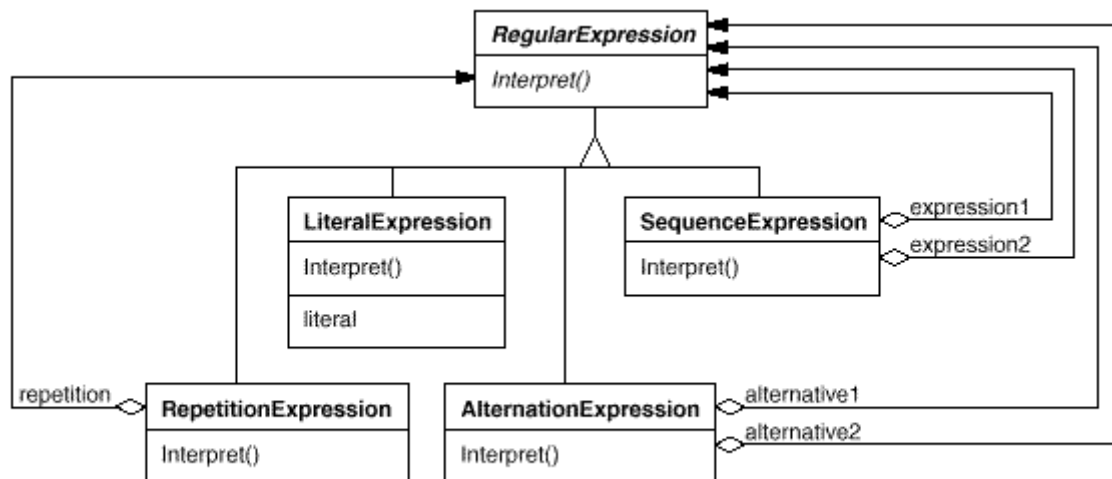 RegularExpression
Interpret()
LiteralExpression
Interpret()
literal
SequenceExpression
Interpret()
expression1
expression2
repetition
RepetitionExpression
Interpret()
AlternationExpression
Interpret()
alternative1
alternative2